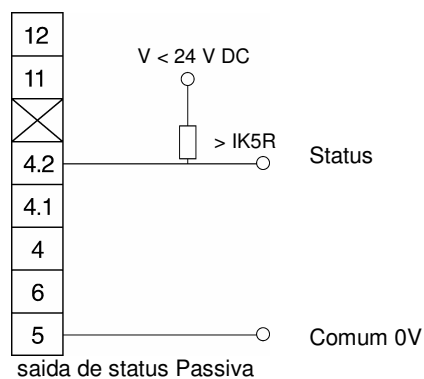 12
V < 24 V DC
11
> IK5R
4.2
Status
4.1
4
6
5
Comum 0V
saida de status Passiva